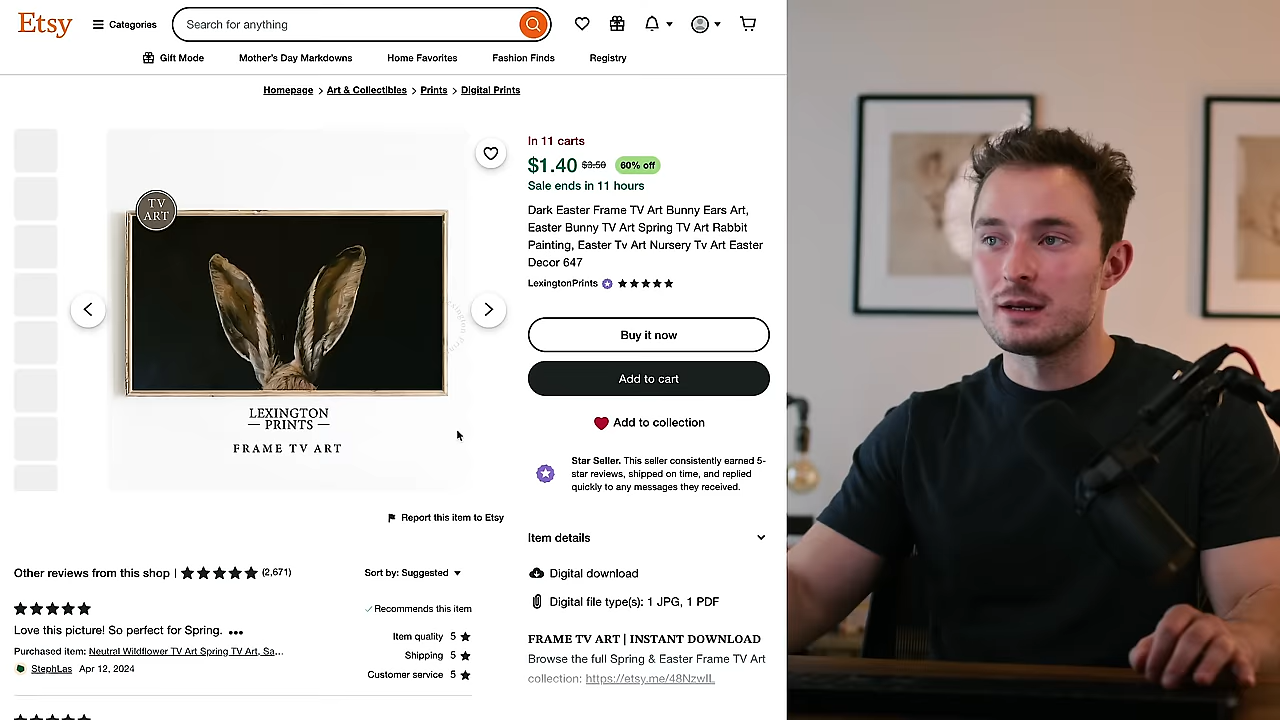 Etsy
Categories
Search for anything
Gift Mode
Mother's Day Markdowns
Home Favorites
Fashion Finds
Registry
Homepage > Art & Collectibles > Prints > Digital Prints
TV
ART
LEXINGTON
— PRINTS —
FRAME TV ART
In 11 carts
$1.40 $3.50 60% off
Sale ends in 11 hours
Dark Easter Frame TV Art Bunny Ears Art,
Easter Bunny TV Art Spring TV Art Rabbit
Painting, Easter Tv Art Nursery Tv Art Easter
Decor 647
LexingtonPrints
Buy it now
Add to cart
Add to collection
Star Seller. This seller consistently earned 5-
star reviews, shipped on time, and replied
quickly to any messages they received.
Report this item to Etsy
Item details
Digital download
Digital file type(s): 1 JPG, 1 PDF
FRAME TV ART | INSTANT DOWNLOAD
Browse the full Spring & Easter Frame TV Art
collection: https://etsy.me/48NzwIL
Other reviews from this shop | (2,671)
Sort by: Suggested
Recommends this item
Love this picture! So perfect for Spring.
Purchased item: Neutral Wildflower TV Art Spring TV Art, Sa...
StephLas Apr 12, 2024
Item quality 5
Shipping 5
Customer service 5